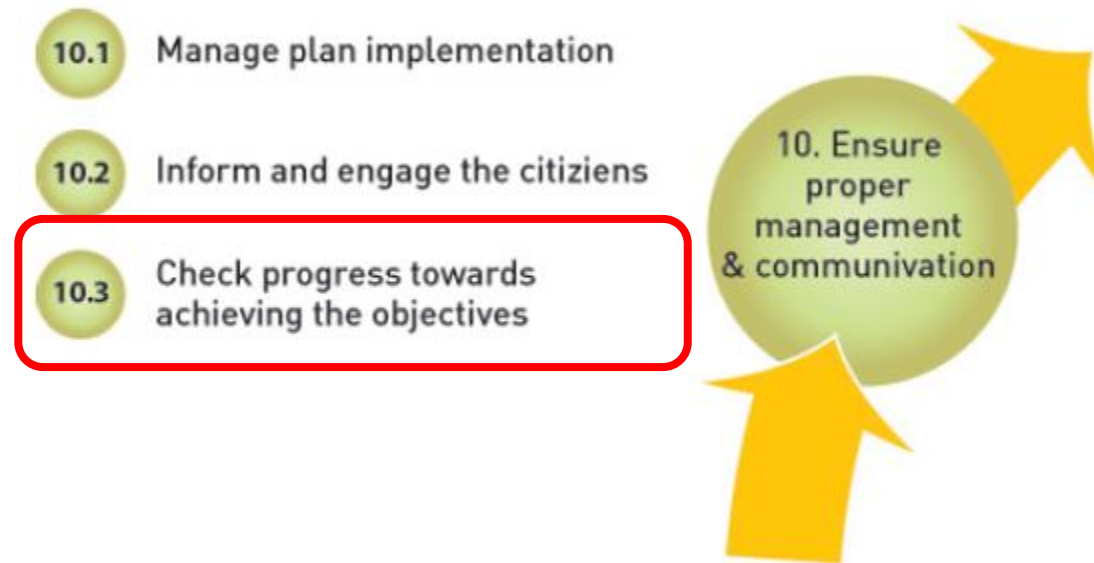 10.1 Manage plan implementation
10.2 Inform and engage the citiziens
10.3 Check progress towards
achieving the objectives
10. Ensure
proper
management
& communivation